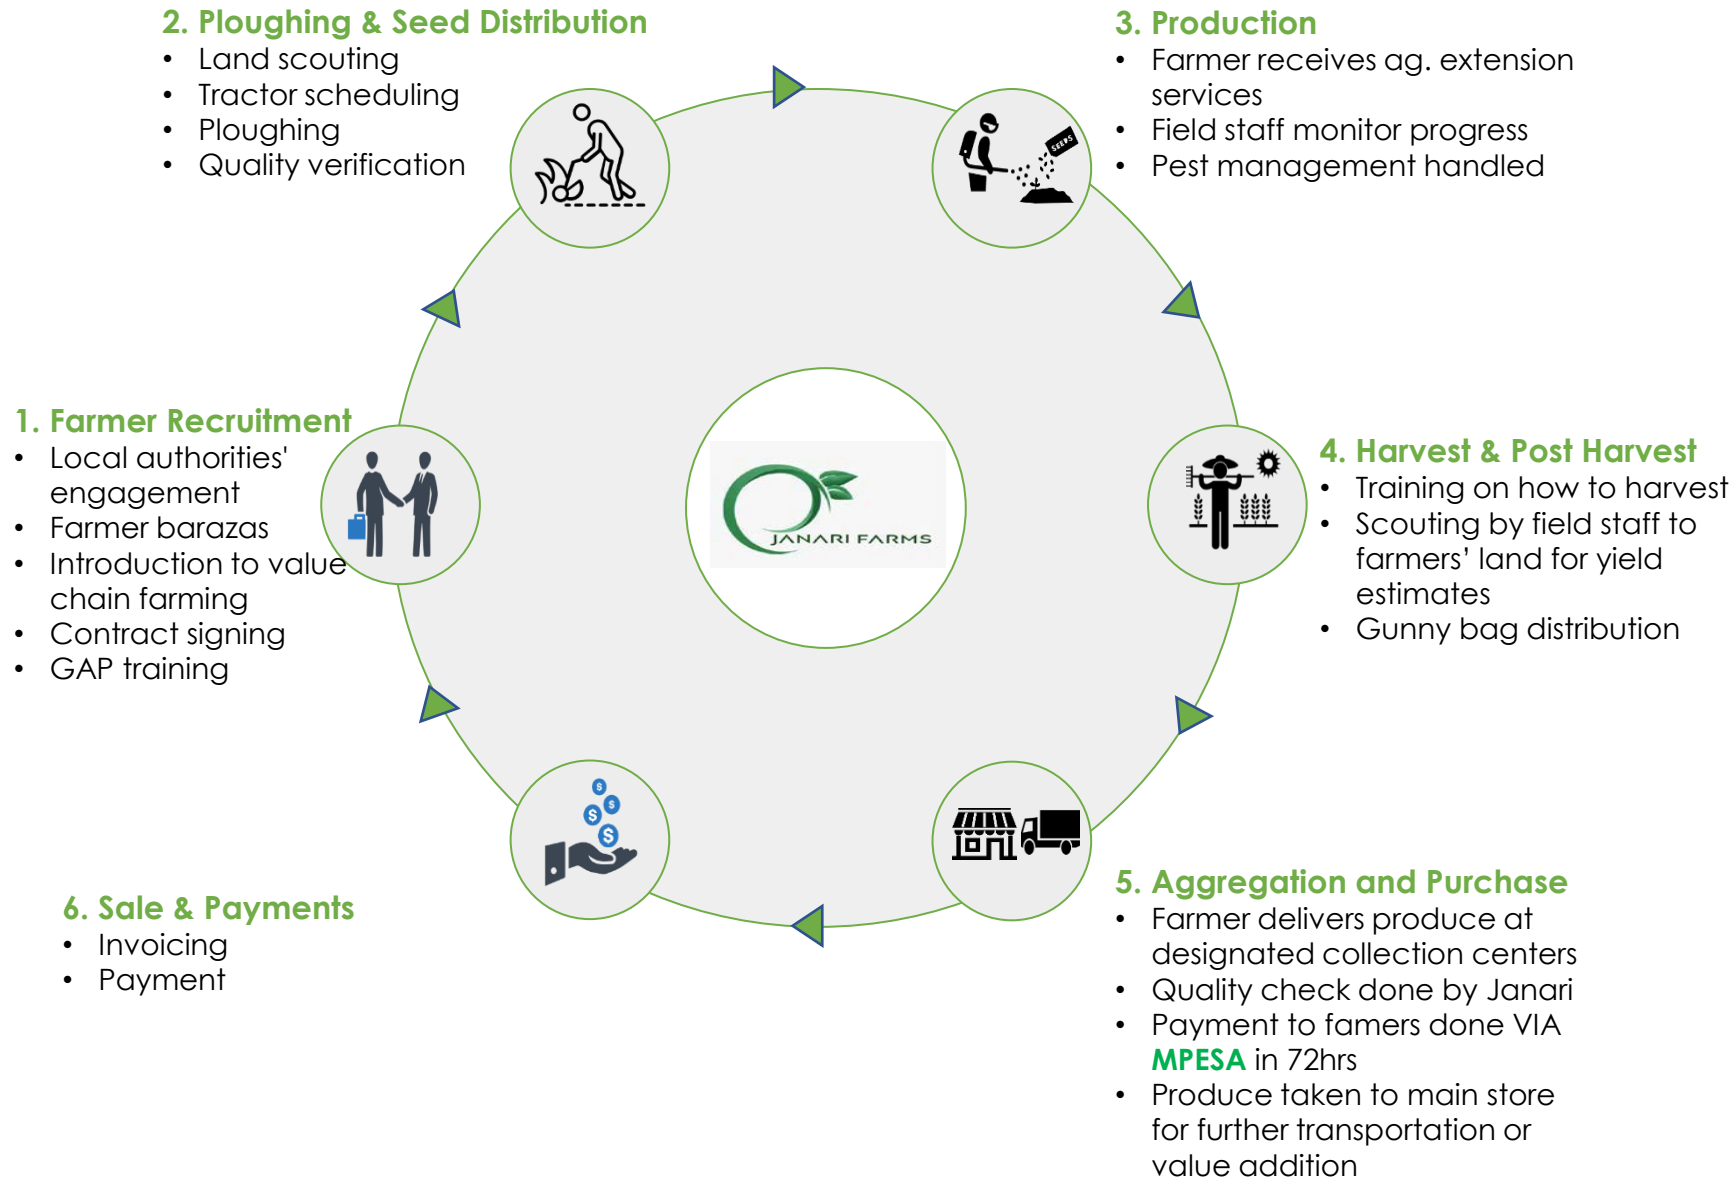 2. Ploughing & Seed Distribution
• Land scouting
• Tractor scheduling
• Ploughing
• Quality verification
3. Production
• Farmer receives ag. extension
services
• Field staff monitor progress
• Pest management handled
SEEDS
1. Farmer Recruitment
• Local authorities'
engagement
• Farmer barazas
• Introduction to value
chain farming
• Contract signing
• GAP training
JANARI FARMS
4. Harvest & Post Harvest
• Training on how to harvest
• Scouting by field staff to
farmers’ land for yield
estimates
• Gunny bag distribution
6. Sale & Payments
• Invoicing
• Payment
$
$
$
$
5. Aggregation and Purchase
• Farmer delivers produce at
designated collection centers
• Quality check done by Janari
• Payment to famers done VIA
MPESA in 72hrs
• Produce taken to main store
for further transportation or
value addition